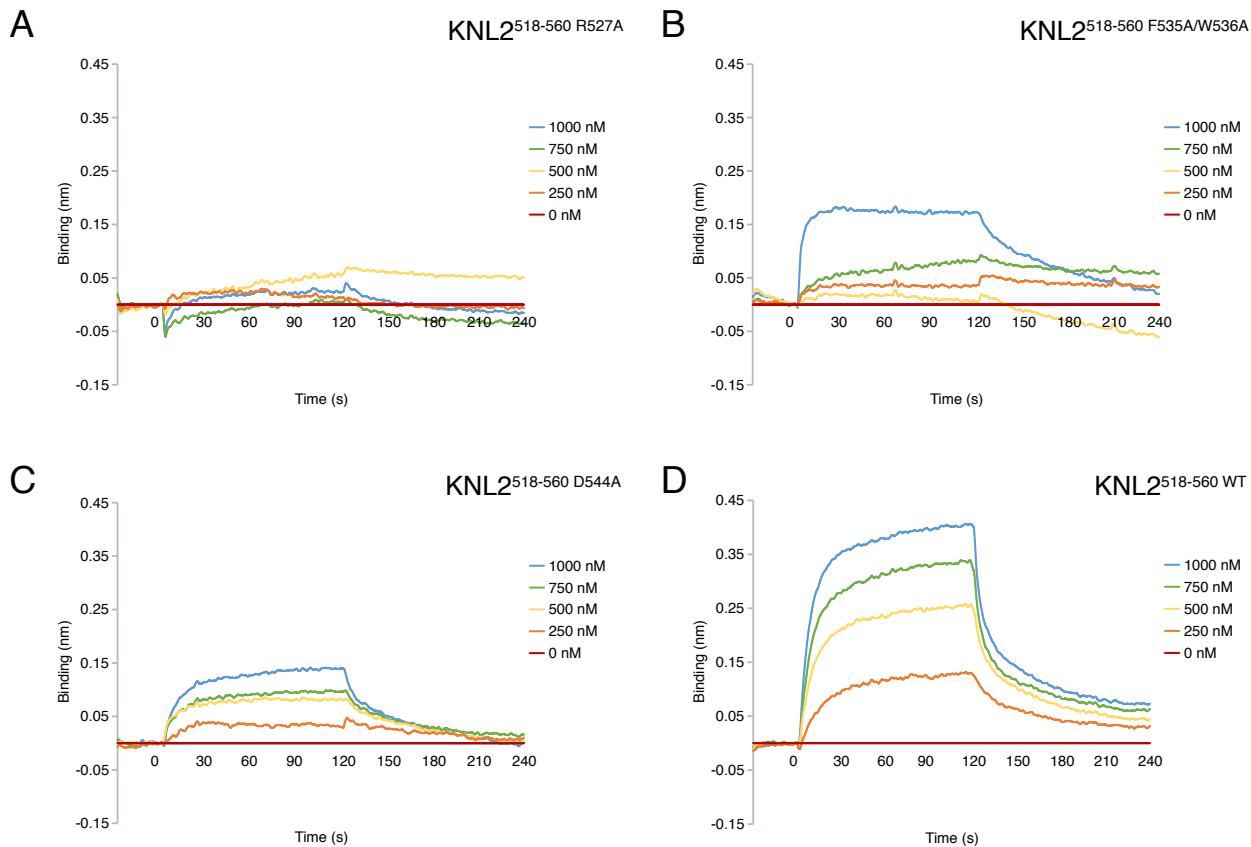 A
KNL2518-560 R527A
0.45
0.35
0.25
0.15
0.05
-0.05
-0.15
Binding (nm)
0 30 60 90 120 150 180 210 240
Time (s)
1000 nM
750 nM
500 nM
250 nM
0 nM
B
KNL2518-560 F535A/W536A
0.45
0.35
0.25
0.15
0.05
-0.05
-0.15
Binding (nm)
0 30 60 90 120 150 180 210 240
Time (s)
1000 nM
750 nM
500 nM
250 nM
0 nM
C
KNL2518-560 D544A
0.45
0.35
0.25
0.15
0.05
-0.05
-0.15
Binding (nm)
0 30 60 90 120 150 180 210 240
Time (s)
1000 nM
750 nM
500 nM
250 nM
0 nM
D
KNL2518-560 WT
0.45
0.35
0.25
0.15
0.05
-0.05
-0.15
Binding (nm)
0 30 60 90 120 150 180 210 240
Time (s)
1000 nM
750 nM
500 nM
250 nM
0 nM